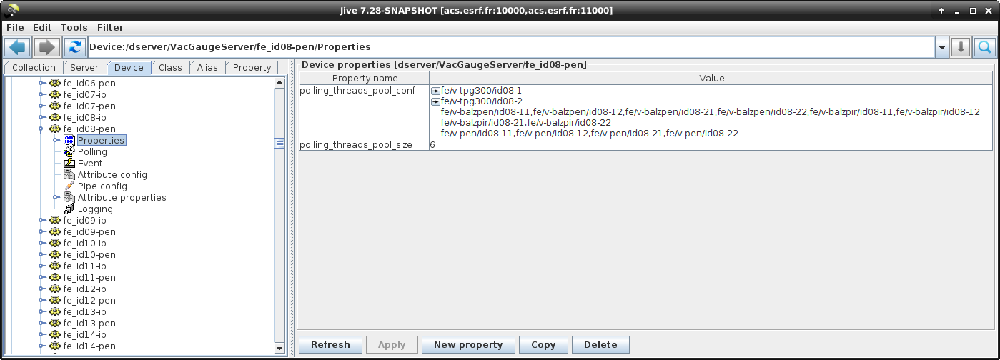 Jive 7.28-SNAPSHOT [acs.esrf.fr:10000,acs.esrf.fr:11000]
File Edit Tools Filter
Device:/dserver/VacGaugeServer/fe_id08-pen/Properties
Collection Server Device Class Alias Property
fe_id06-pen
fe_id07-ip
fe_id07-pen
fe_id08-ip
fe_id08-pen
Properties
Polling
Event
Attribute config
Pipe config
Attribute properties
Logging
fe_id09-ip
fe_id09-pen
fe_id10-ip
fe_id10-pen
fe_id11-ip
fe_id11-pen
fe_id12-ip
fe_id12-pen
fe_id13-ip
fe_id13-pen
fe_id14-ip
fe_id14-pen
Device properties [dserver/VacGaugeServer/fe_id08-pen]
Property name Value
polling_threads_pool_conf fe/v-tpg300/id08-1
fe/v-tpg300/id08-2
fe/v-balzpen/id08-11,fe/v-balzpen/id08-12,fe/v-balzpen/id08-21,fe/v-balzpen/id08-22,fe/v-balzpir/id08-11,fe/v-balzpir/id08-12
fe/v-balzpir/id08-21,fe/v-balzpir/id08-22
fe/v-pen/id08-11,fe/v-pen/id08-12,fe/v-pen/id08-21,fe/v-pen/id08-22
polling_threads_pool_size 6
Refresh Apply New property Copy Delete